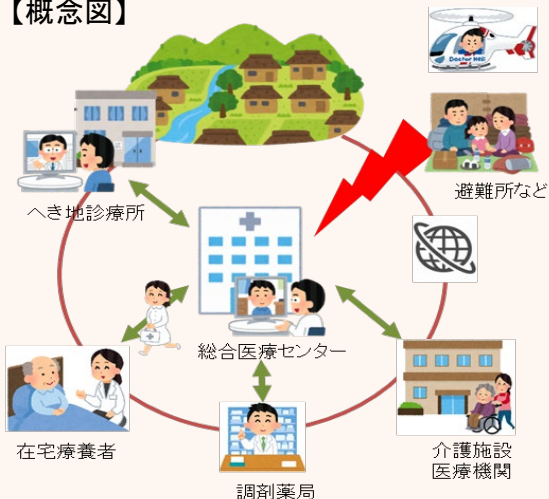 【概念図】
Doctor Heli
避難所など
へき地診療所
総合医療センター
在宅療養者
介護施設
医療機関
調剤薬局